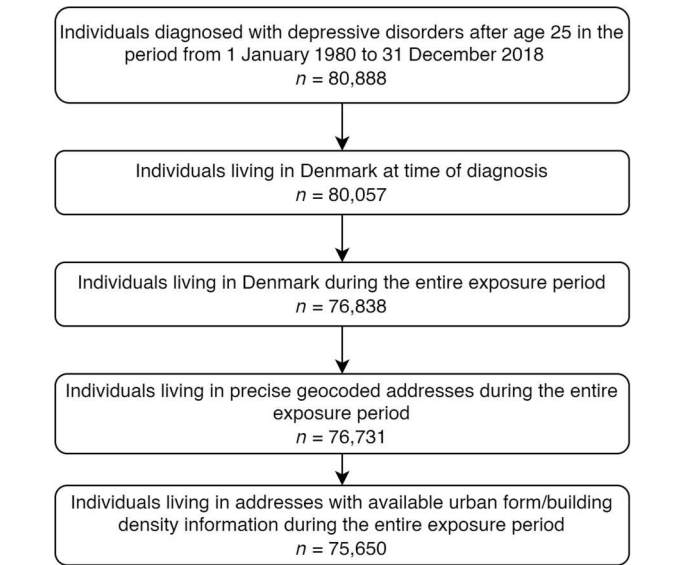 Individuals diagnosed with depressive disorders after age 25 in the
period from 1 January 1980 to 31 December 2018
n = 80,888
Individuals living in Denmark at time of diagnosis
n = 80,057
Individuals living in Denmark during the entire exposure period
n = 76,838
Individuals living in precise geocoded addresses during the entire
exposure period
n = 76,731
Individuals living in addresses with available urban form/building
density information during the entire exposure period
n = 75,650